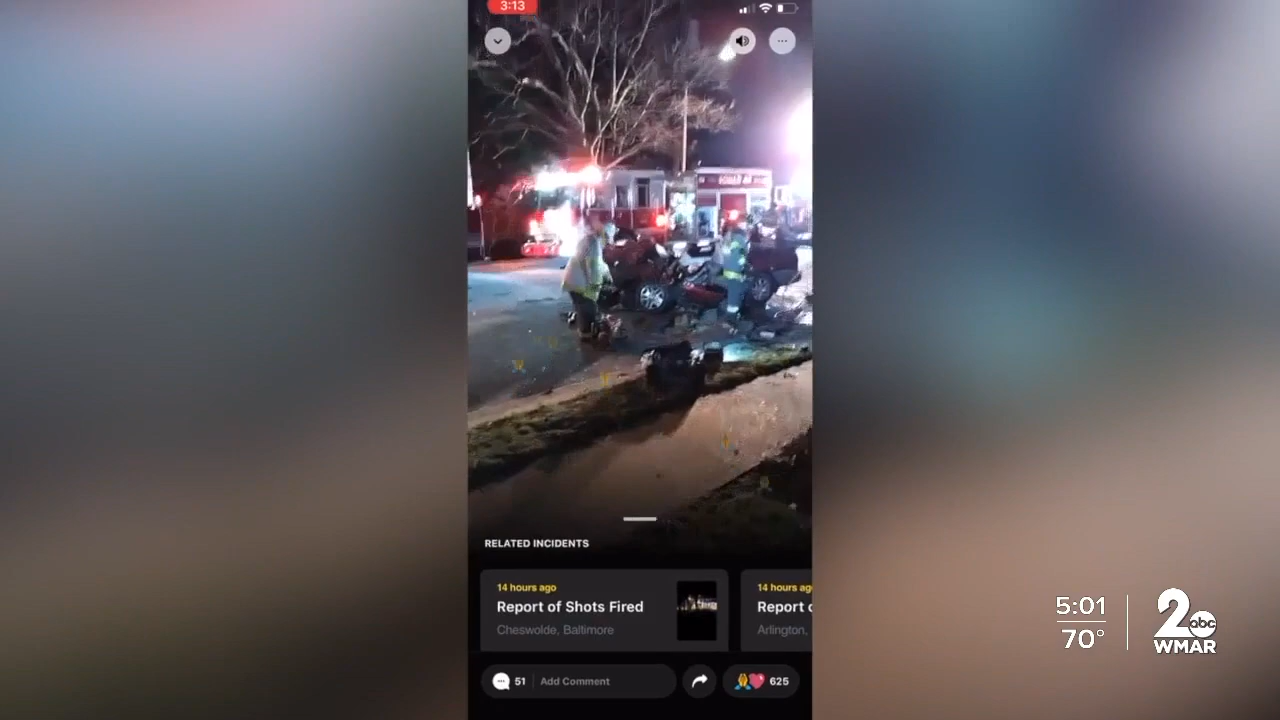 3:13
RELATED INCIDENTS
14 hours ago
Report of Shots Fired
Cheswolde, Baltimore
14 hours
Report
Arlington,
51
Add Comment
625
5:01
70°
2
abc
WMAR